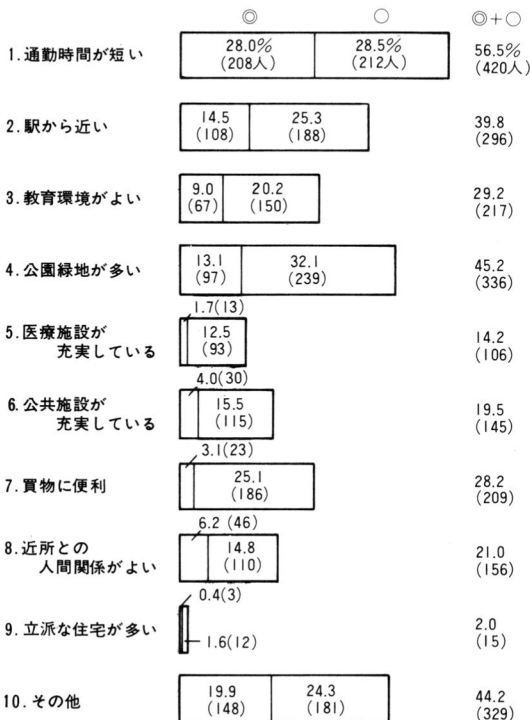 ◎ ○ ◎+○
1.通勤時間が短い 28.0% 28.5% 56.5%
(208人) (212人) (420人)
2.駅から近い 14.5 25.3 39.8
(108) (188) (296)
3.教育環境がよい 9.0 20.2 29.2
(67) (150) (217)
4.公園緑地が多い 13.1 32.1 45.2
(97) (239) (336)
1.7(13)
5.医療施設が 12.5 14.2
充実している (93) (106)
4.0(30)
6.公共施設が 15.5 19.5
充実している (115) (145)
3.1(23)
7.買物に便利 25.1 28.2
(186) (209)
6.2(46)
8.近所との 14.8 21.0
人間関係がよい (110) (156)
0.4(3)
9.立派な住宅が多い 1.6(12) 2.0
(15)
10.その他 19.9 24.3 44.2
(148) (181) (329)